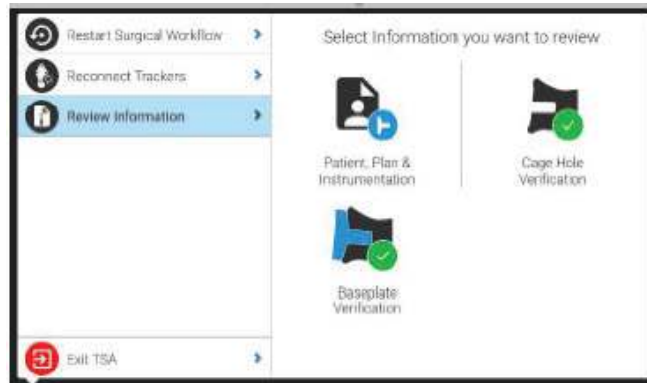 Restart Surgical Workflow
Reconnect Trackers
Review Information
Exit TSA
Select Information you want to review
Patient, Plan &
Instrumentation
Cage Hole
Verification
Baseplate
Verification